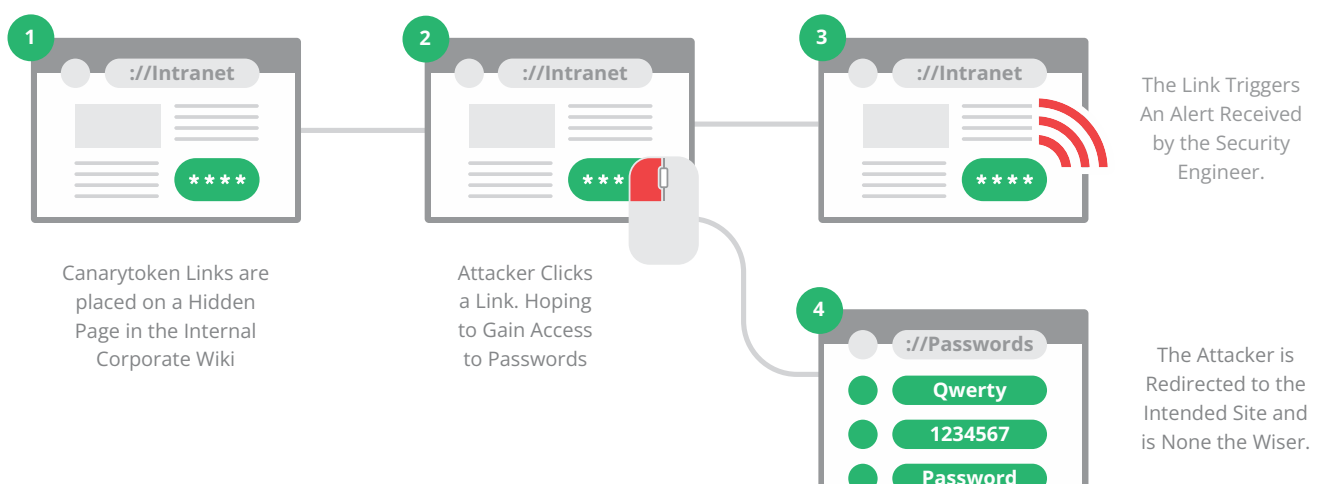 1
://Intranet
****
Canarytoken Links are
placed on a Hidden
Page in the Internal
Corporate Wiki
2
://Intranet
***
Attacker Clicks
a Link. Hoping
to Gain Access
to Passwords
3
://Intranet
****
The Link Triggers
An Alert Received
by the Security
Engineer.
4
://Passwords
Qwerty
1234567
Password
The Attacker is
Redirected to the
Intended Site and
is None the Wiser.